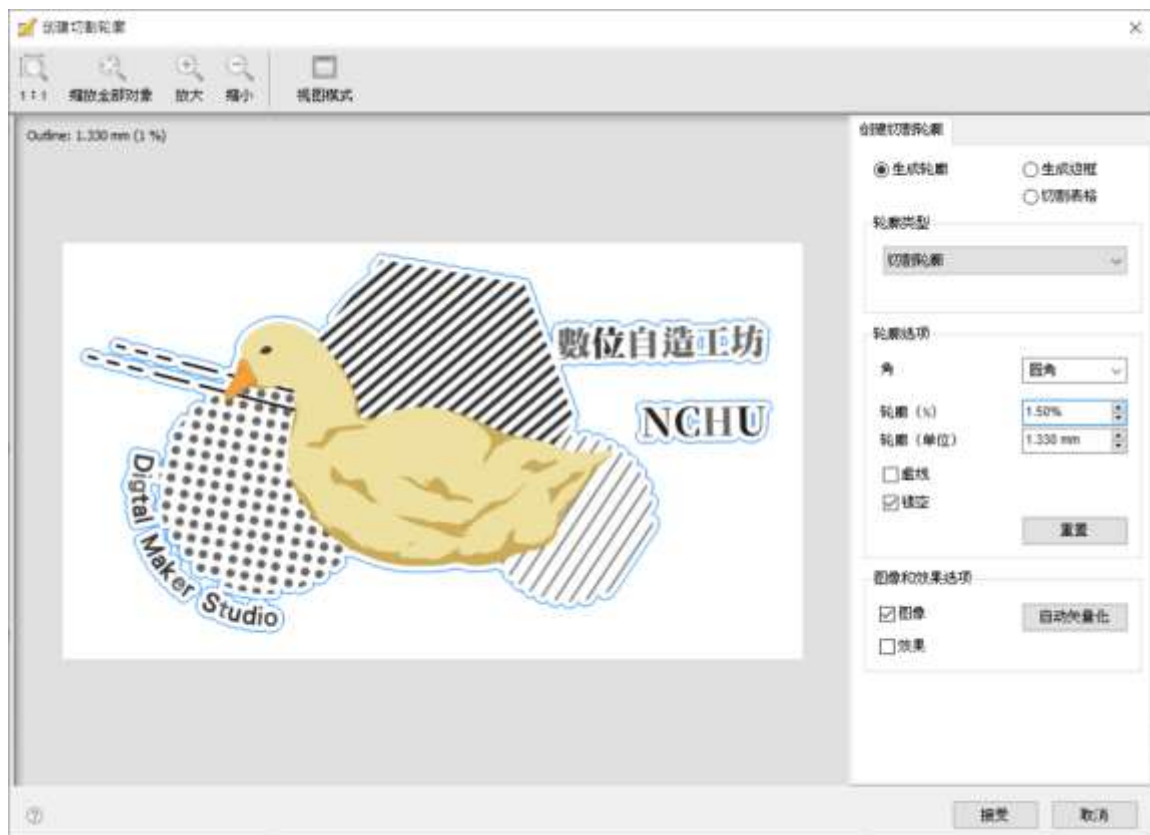 创建切割轮廓
1:1 缩放全部对象 放大 缩小 视图模式
Outline: 1.330 mm (1 %)
創建切割轮廓
生成轮廓 生成边框
切割表格
轮廓类型
切割轮廓
轮廓选项
角 圆角
轮廓 (%) 1.50%
轮廓 (单位) 1.330 mm
虚线
镂空
重置
图像和效果选项
图像 自动矢量化
效果
數位自造工坊
NCHU
Digtal Maker Studio
接受 取消